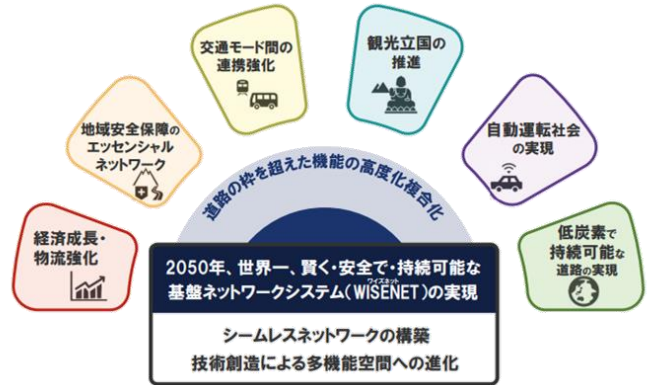 経済成長・
物流強化
地域安全保障の
エッセンシャル
ネットワーク
交通モード間の
連携強化
観光立国の
推進
自動運転社会
の実現
低炭素で
持続可能な
道路の実現
道路の枠を超えた機能の高度化複合化
2050年、世界一、賢く・安全で・持続可能な
ワイズネット
基盤ネットワークシステム(WISENET)の実現
シームレスネットワークの構築
技術創造による多機能空間への進化